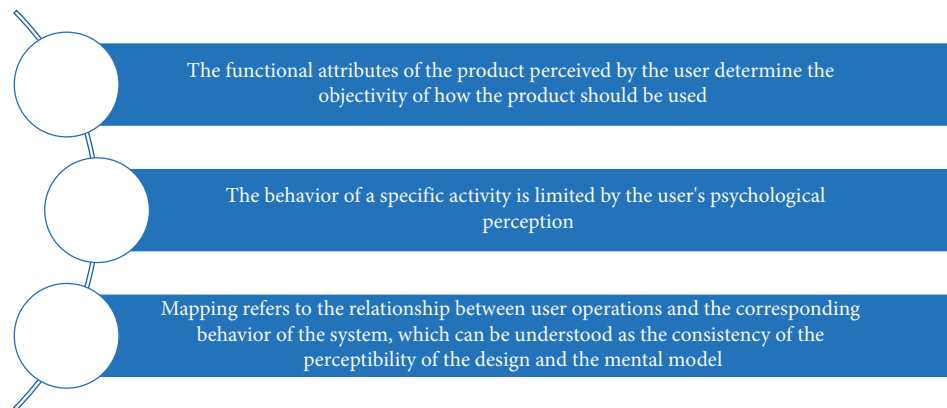 The functional attributes of the product perceived by the user determine the
objectivity of how the product should be used
The behavior of a specific activity is limited by the user's psychological
perception
Mapping refers to the relationship between user operations and the corresponding
behavior of the system, which can be understood as the consistency of the
perceptibility of the design and the mental model